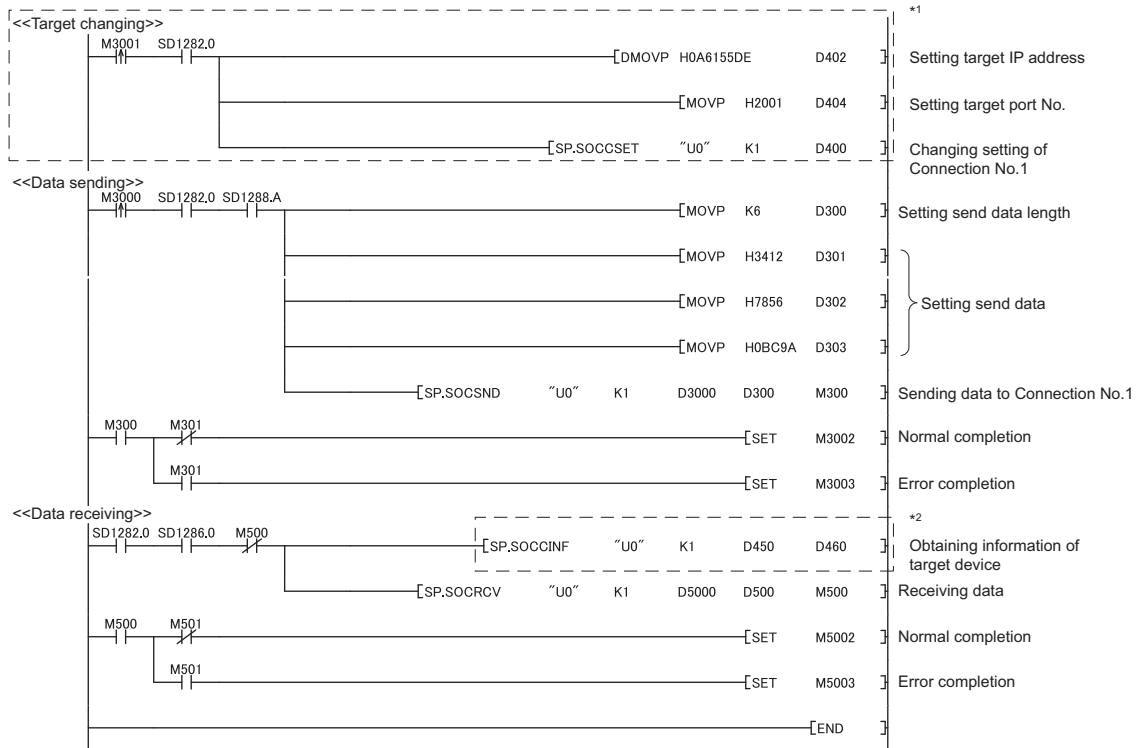 *1
<<Target changing>>
M3001 SD1282.0
DMOVP H0A6155DE D402 Setting target IP address
MOVP H2001 D404 Setting target port No.
SP.SOCCSET "U0" K1 D400 Changing setting of
Connection No.1
<<Data sending>>
M3000 SD1282.0 SD1288.A
MOVP K6 D300 Setting send data length
MOVP H3412 D301
MOVP H7856 D302 Setting send data
MOVP H0BC9A D303
SP.SOCSND "U0" K1 D3000 D300 M300 Sending data to Connection No.1
M300 M301
SET M3002 Normal completion
M301
SET M3003 Error completion
<<Data receiving>>
*2
SD1282.0 SD1286.0 M500
SP.SOCCINF "U0" K1 D450 D460 Obtaining information of
target device
SP.SOCRCV "U0" K1 D5000 D500 M500 Receiving data
M500 M501
SET M5002 Normal completion
M501
SET M5003 Error completion
END